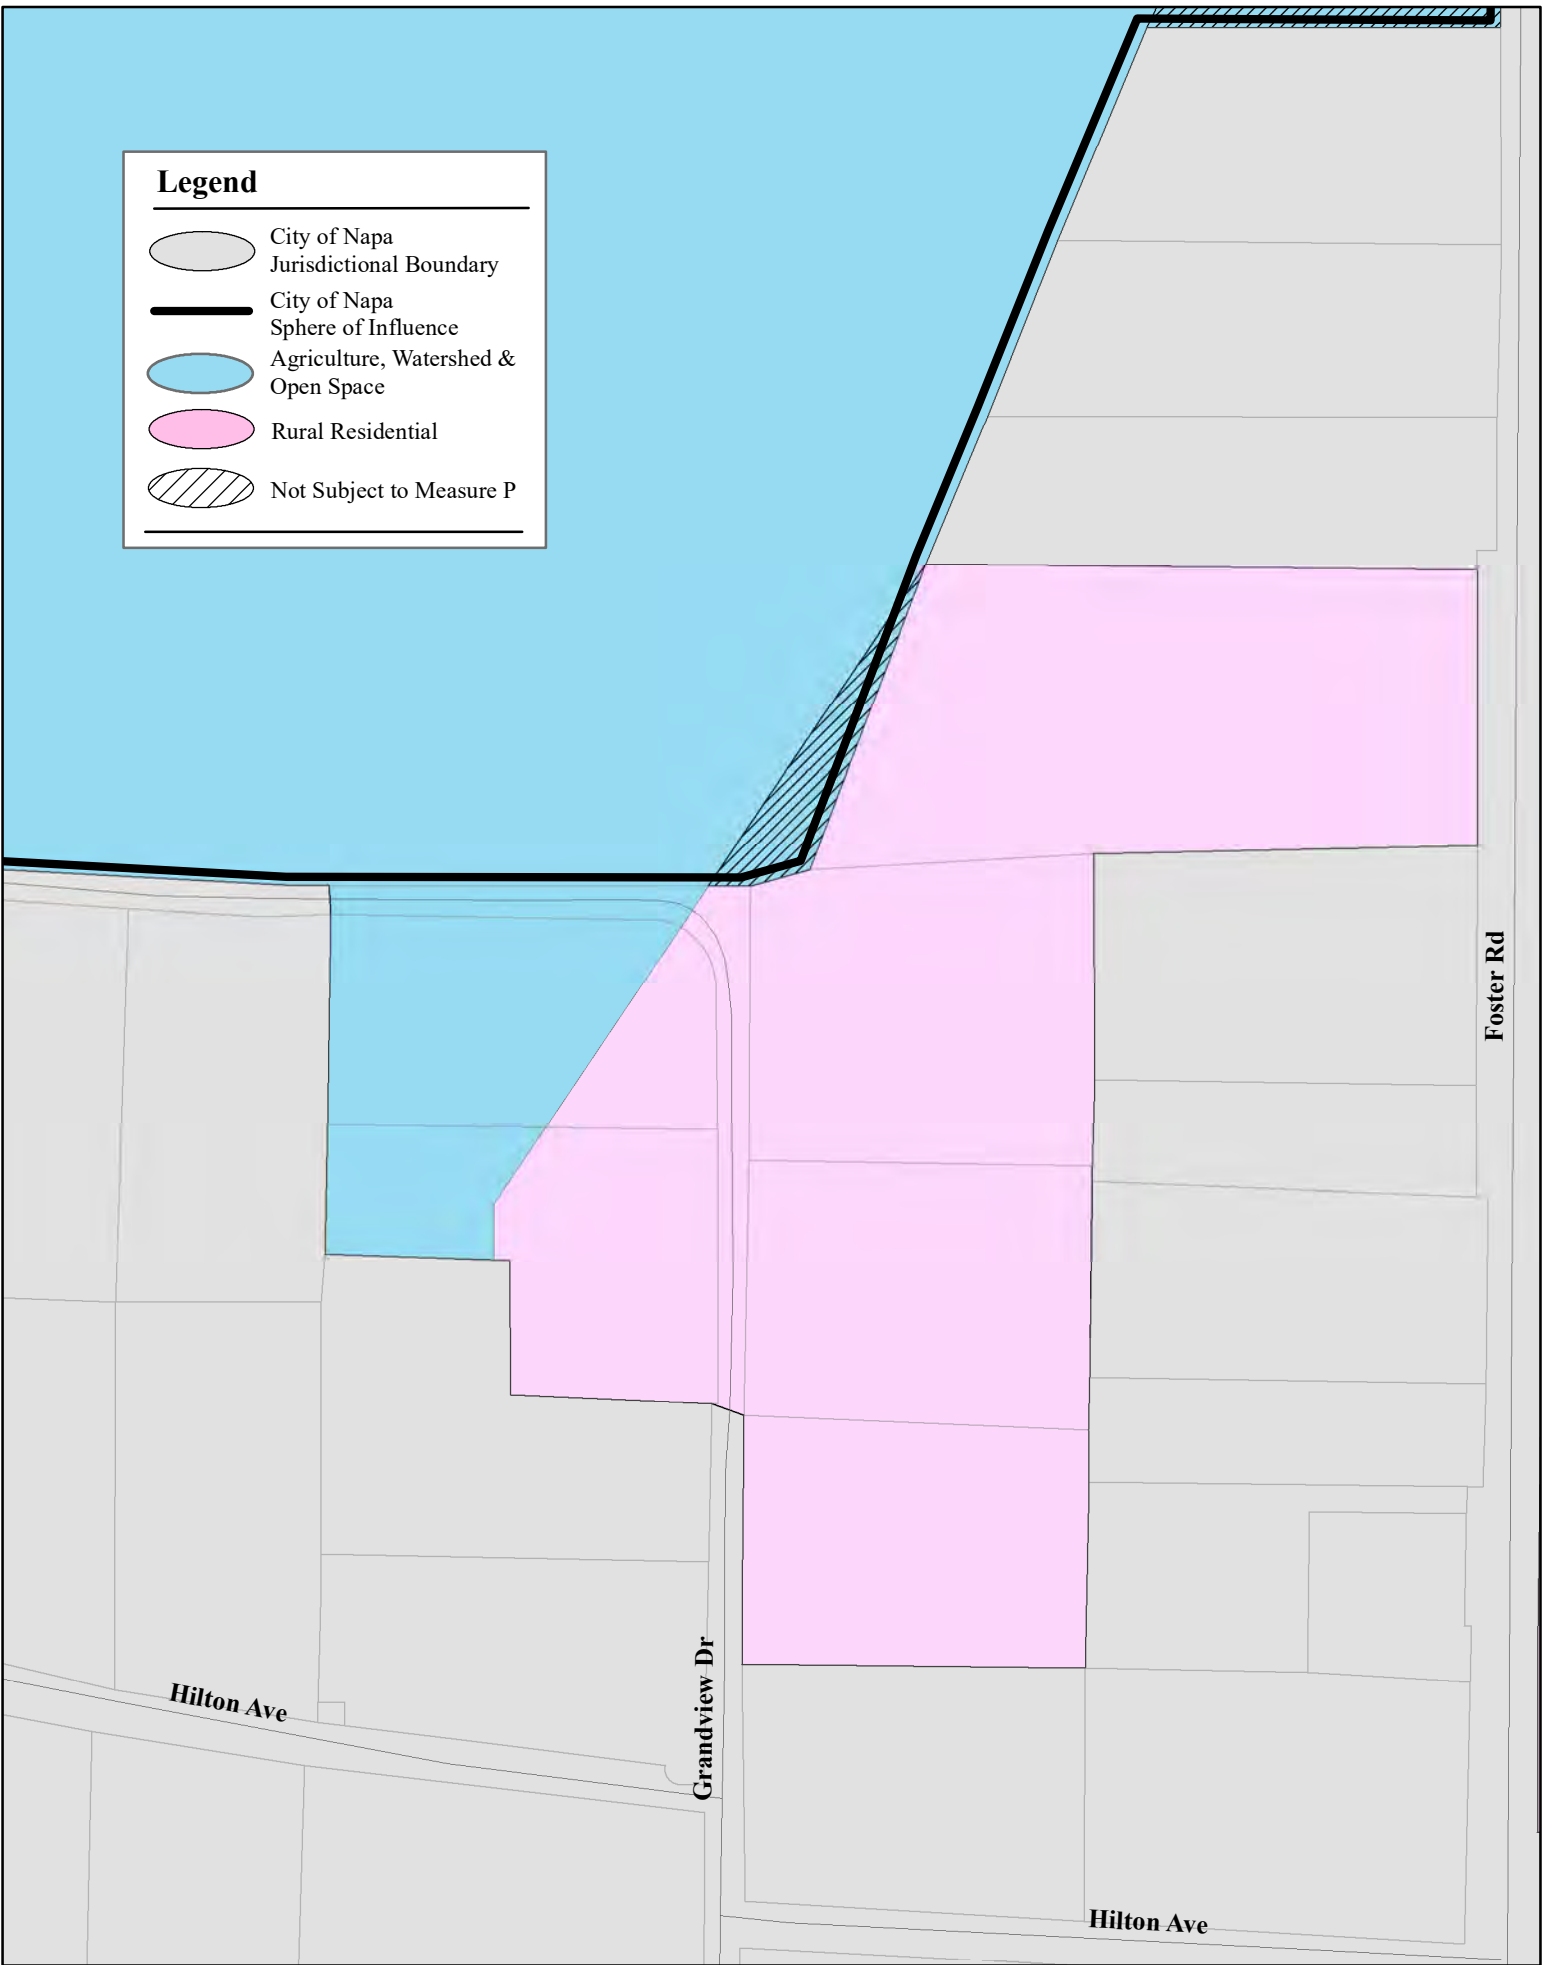 Legend
City of Napa
Jurisdictional Boundary
City of Napa
Sphere of Influence
Agriculture, Watershed &
Open Space
Rural Residential
Not Subject to Measure P
Foster Rd
Grandview Dr
Hilton Ave
Hilton Ave